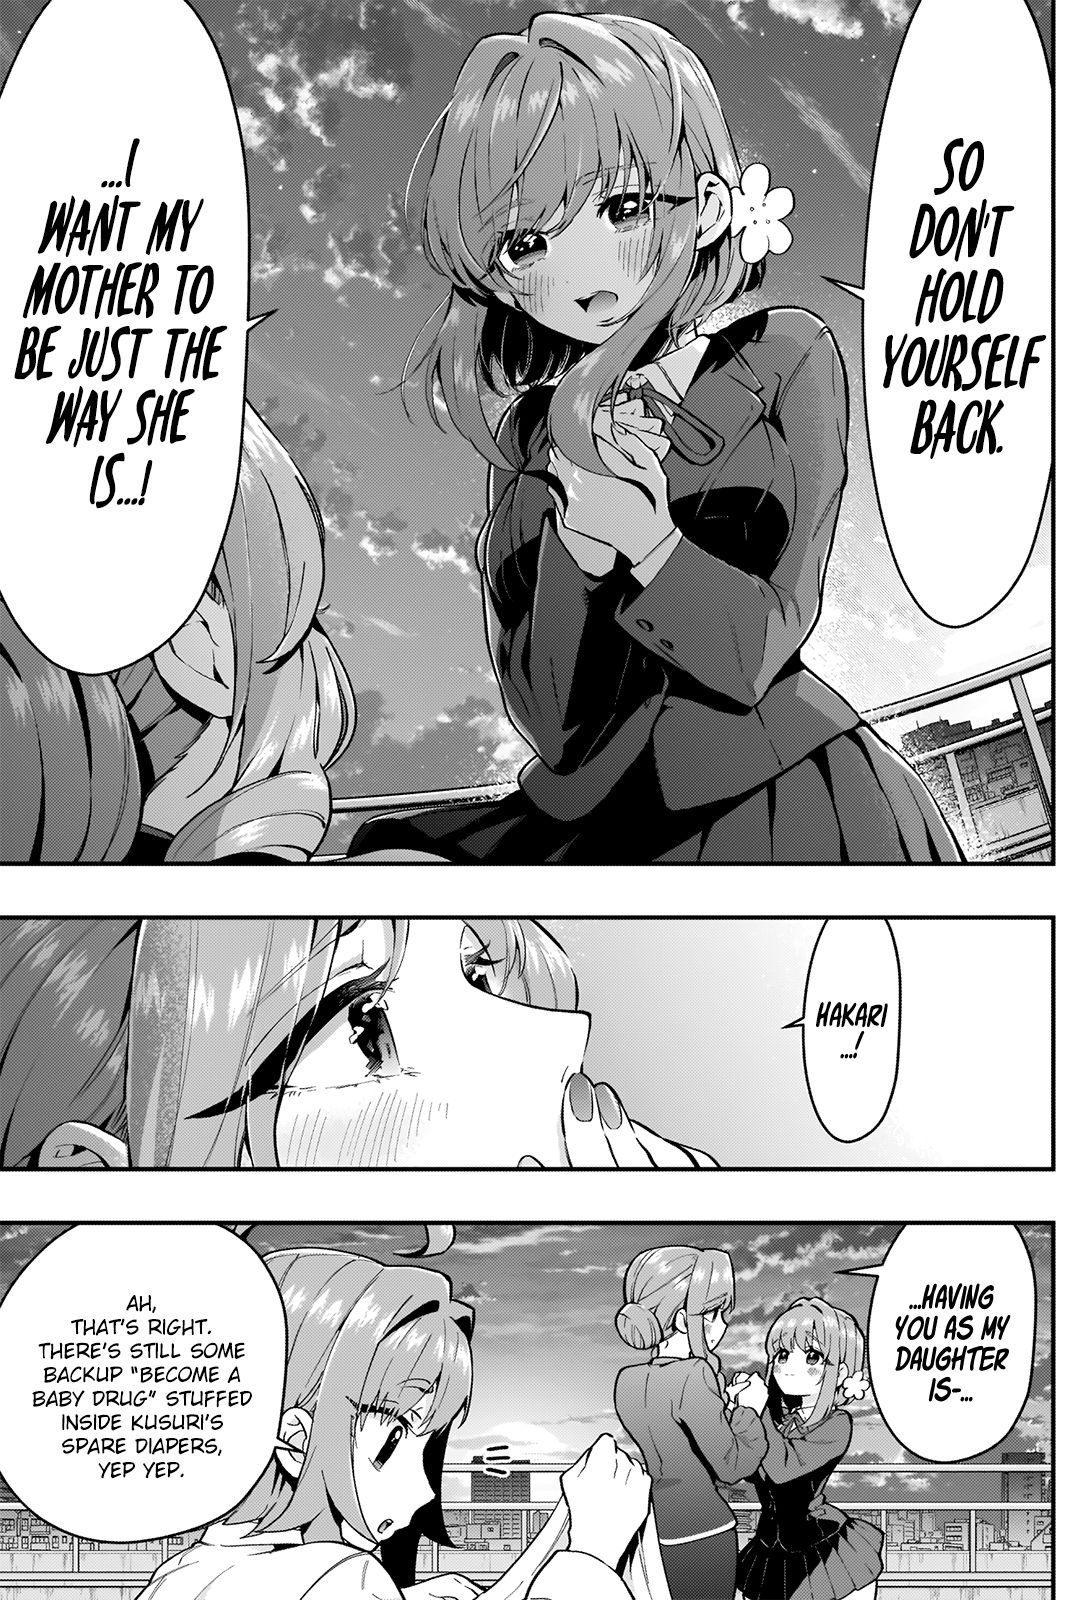 SO
DON'T
HOLD
YOURSELF
BACK.
...I
WANT MY
MOTHER TO
BE JUST THE
WAY SHE
IS...!
HAKARI
...!
...HAVING
YOU AS MY
DAUGHTER
IS-...
AH,
THAT'S RIGHT.
THERE'S STILL SOME
BACKUP "BECOME A
BABY DRUG" STUFFED
INSIDE KUSURI'S
SPARE DIAPERS,
YEP YEP.